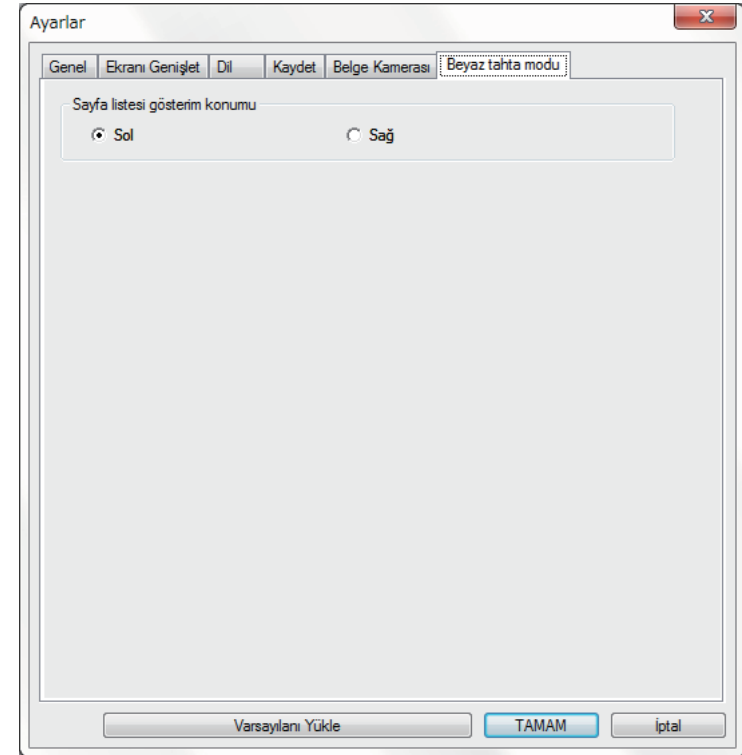 Ayarlar
Genel Ekranı Genişlet Dil Kaydet Belge Kamerası Beyaz tahta modu
Sayfa listesi gösterim konumu
Sol Sağ
Varsayılanı Yükle TAMAM İptal